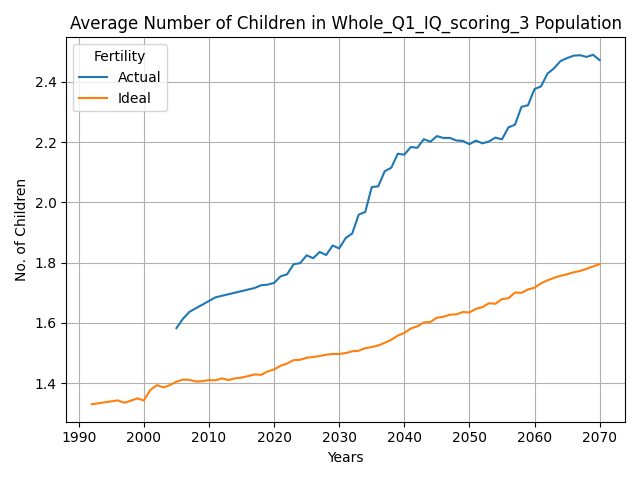 Average Number of Children in Whole_Q1_IQ_scoring_3 Population
Fertility
Actual
Ideal
No. of Children
2.4
2.2
2.0
1.8
1.6
1.4
1990 2000 2010 2020 2030 2040 2050 2060 2070
Years